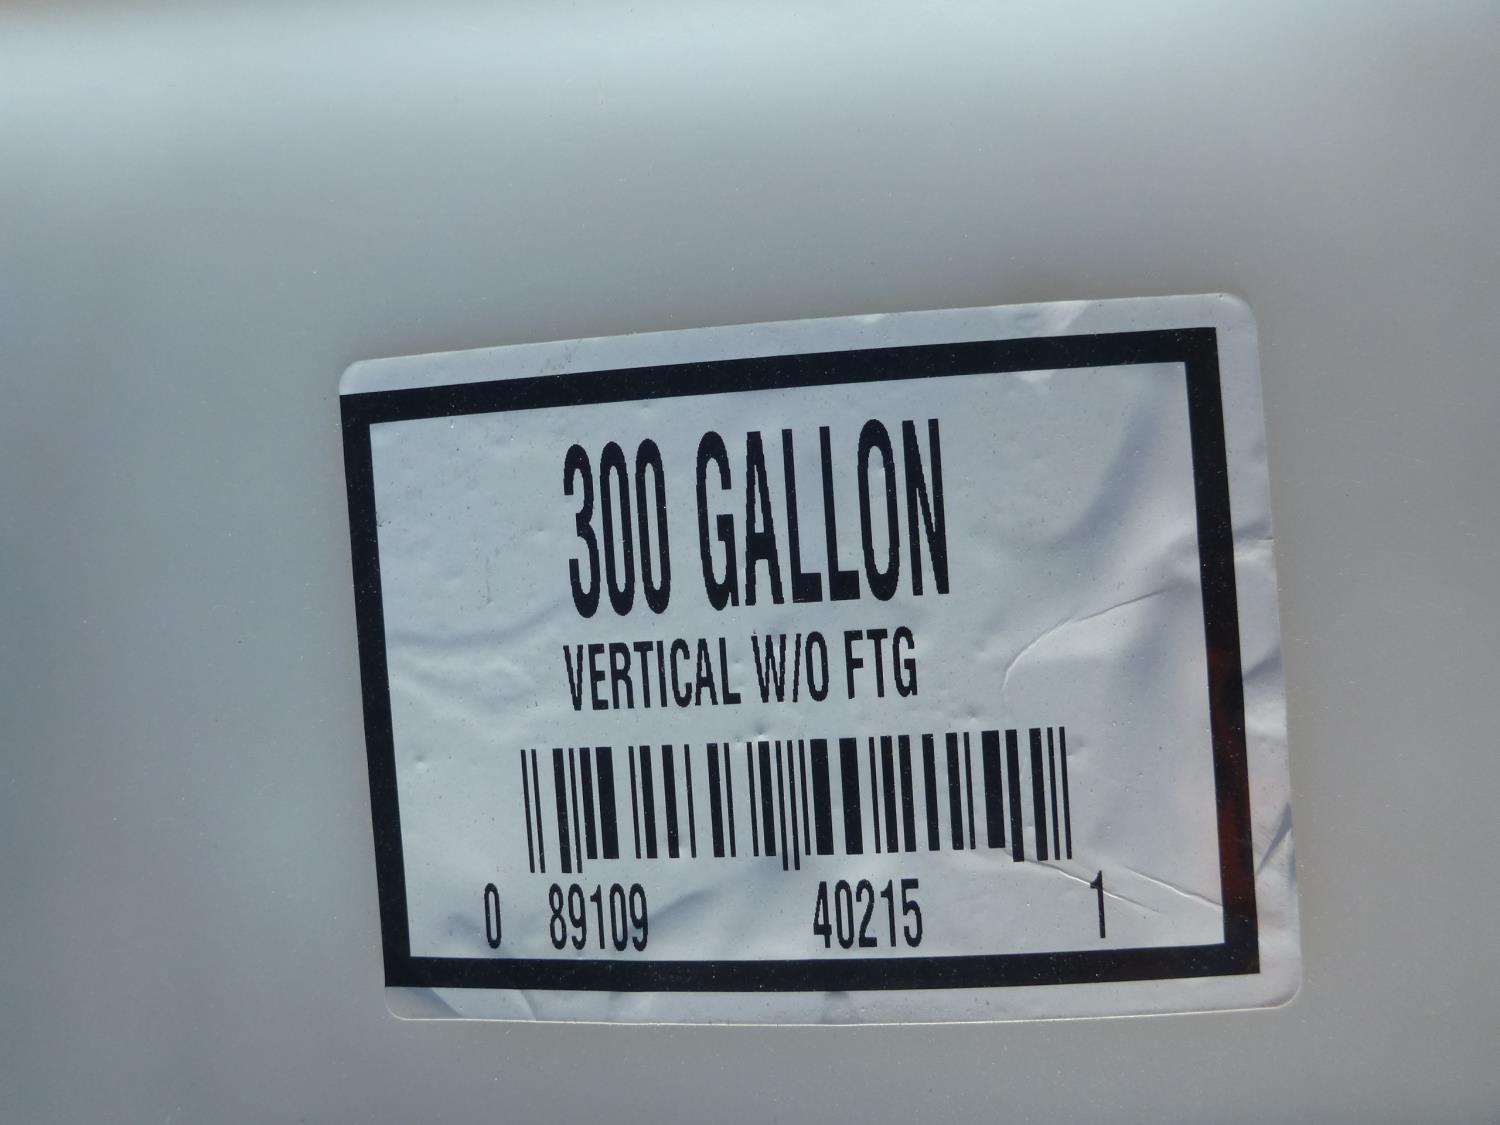 300 GALLON
VERTICAL W/O FTG
0 89109 40215 1